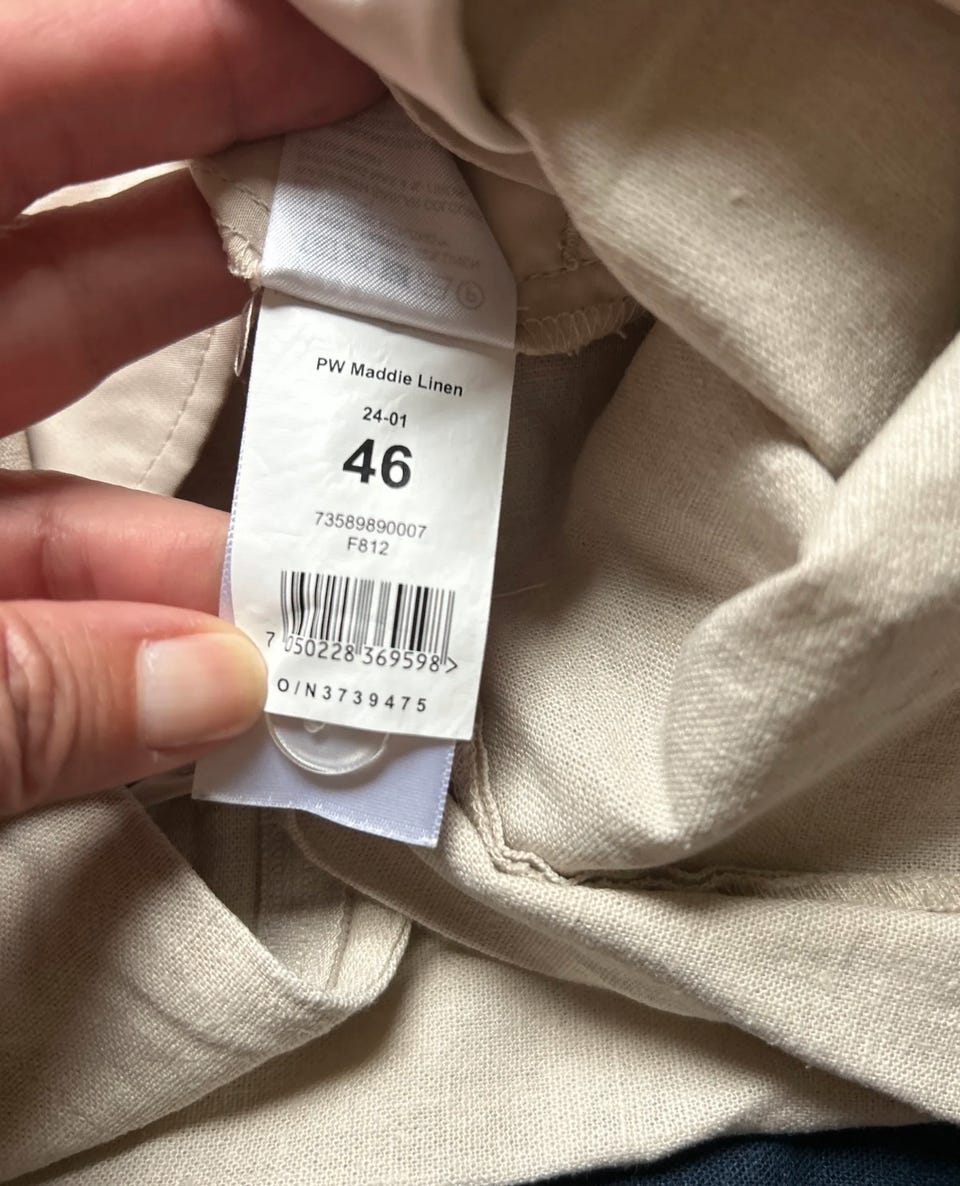 PW Maddie Linen
24-01
46
73589890007
F812
7 050228 369598>
O/N3739475